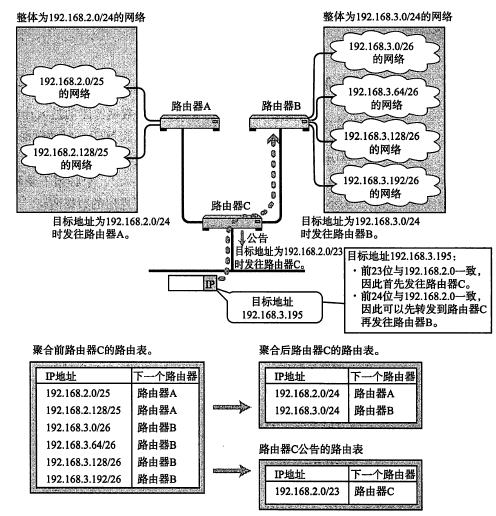 整体为192.168.2.0/24的网络
整体为192.168.3.0/24的网络
192.168.2.0/25
的网络
192.168.2.128/25
的网络
路由器A
路由器B
192.168.3.0/26
的网络
192.168.3.64/26
的网络
192.168.3.128/26
的网络
192.168.3.192/26
的网络
路由器C
目标地址为192.168.2.0/24
时发往路由器A。
公告
目标地址为192.168.2.0/23
时发往路由器C。
目标地址为192.168.3.0/24
时发往路由器B。
IP
目标地址
192.168.3.195
目标地址192.168.3.195：
・前23位与192.168.2.0一致，
因此首先发往路由器C。
・前24位与192.168.2.0一致，
因此可以先转发到路由器C
再发往路由器B。
聚合前路由器C的路由表。
IP地址 下一个路由器
192.168.2.0/25 路由器A
192.168.2.128/25 路由器A
192.168.3.0/26 路由器B
192.168.3.64/26 路由器B
192.168.3.128/26 路由器B
192.168.3.192/26 路由器B
聚合后路由器C的路由表。
IP地址 下一个路由器
192.168.2.0/24 路由器A
192.168.3.0/24 路由器B
路由器C公告的路由表
IP地址 下一个路由器
192.168.2.0/23 路由器C